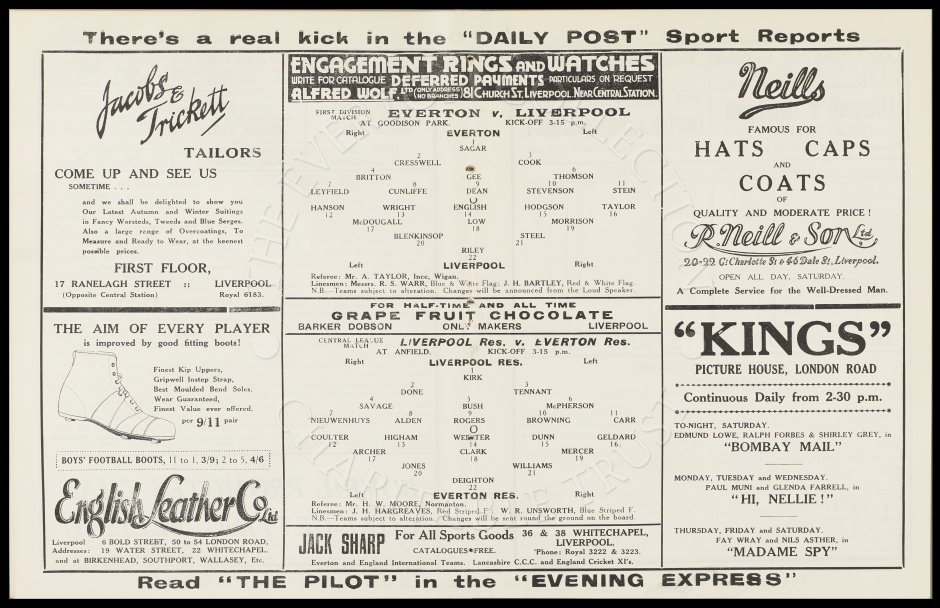 There's a real kick in the "DAILY POST" Sport Reports
Jacobs & Trickett
TAILORS
COME UP AND SEE US
SOMETIME . . .
and we shall be delighted to show you
Our Latest Autumn and Winter Suitings
in Fancy Worsteds, Tweeds and Blue Serges.
Also a large range of Overcoatings, To
Measure and Ready to Wear, at the keenest
possible prices.
FIRST FLOOR,
17 RANELAGH STREET :: LIVERPOOL
(Opposite Central Station) Royal 6183.
THE AIM OF EVERY PLAYER
is improved by good fitting boots!
Finest Kip Uppers,
Gripwell Instep Strap,
Best Moulded Bend Soles,
Wear Guaranteed,
Finest Value ever offered.
per 9/11 pair
BOYS' FOOTBALL BOOTS, 11 to 1, 3/9; 2 to 5, 4/6
English Leather Co Ltd
Liverpool 6 BOLD STREET, 50 to 54 LONDON ROAD,
Addresses: 19 WATER STREET, 22 WHITECHAPEL,
and at BIRKENHEAD, SOUTHPORT, WALLASEY, Etc.
ENGAGEMENT RINGS AND WATCHES
WRITE FOR CATALOGUE DEFERRED PAYMENTS PARTICULARS ON REQUEST
ALFRED WOLF, LTD (ONLY ADDRESS) (NO BRANCHES) 81 CHURCH ST, LIVERPOOL. NEAR CENTRAL STATION.
FIRST DIVISION MATCH EVERTON v. LIVERPOOL
AT GOODISON PARK. KICK-OFF 3-15 p.m.
Right EVERTON Left
1
SAGAR
2 3
CRESSWELL COOK
4 5 6
BRITTON GEE THOMSON
7 8 9 10 11
LEYFIELD CUNLIFFE DEAN STEVENSON STEIN
HANSON WRIGHT ENGLISH HODGSON TAYLOR
12 13 14 15 16
McDOUGALL LOW MORRISON
17 18 19
BLENKINSOP STEEL
20 21
RILEY
22
Left LIVERPOOL Right
Referee: Mr. A. TAYLOR, Ince, Wigan.
Linesmen: Messrs. R. S. WARR, Blue & White Flag; J. H. BARTLEY, Red & White Flag.
N.B.—Teams subject to alteration. Changes will be announced from the Loud Speaker.
FOR HALF-TIME AND ALL TIME
GRAPE FRUIT CHOCOLATE
BARKER DOBSON ONLY MAKERS LIVERPOOL
CENTRAL LEAGUE MATCH LIVERPOOL Res. v. EVERTON Res.
AT ANFIELD. KICK-OFF 3-15 p.m.
Right LIVERPOOL RES. Left
1
KIRK
2 3
DONE TENNANT
4 5 6
SAVAGE BUSH McPHERSON
7 8 9 10 11
NIEUWENHUYS ALDEN ROGERS BROWNING CARR
COULTER HIGHAM WEBSTER DUNN GELDARD
12 13 14 15 16
ARCHER CLARK MERCER
17 18 19
JONES WILLIAMS
20 21
DEIGHTON
22
Left EVERTON RES. Right
Referee: Mr. H. W. MOORE, Normanton.
Linesmen: J. H. HARGREAVES, Red Striped F.; W. R. UNSWORTH, Blue Striped F.
N.B.—Teams subject to alteration. Changes will be sent round the ground on the board.
JACK SHARP For All Sports Goods 36 & 38 WHITECHAPEL, LIVERPOOL.
CATALOGUES FREE. 'Phone: Royal 3222 & 3223.
Everton and England International Teams. Lancashire C.C.C. and England Cricket XI's.
Neills
FAMOUS FOR
HATS CAPS
AND
COATS
OF
QUALITY AND MODERATE PRICE!
R. Neill & Son Ltd.
20-22 Gt Charlotte St & 46 Dale St, Liverpool.
OPEN ALL DAY, SATURDAY.
A Complete Service for the Well-Dressed Man.
"KINGS"
PICTURE HOUSE, LONDON ROAD
Continuous Daily from 2-30 p.m.
TO-NIGHT, SATURDAY.
EDMUND LOWE, RALPH FORBES & SHIRLEY GREY, in
"BOMBAY MAIL"
MONDAY, TUESDAY and WEDNESDAY.
PAUL MUNI and GLENDA FARRELL, in
"HI, NELLIE!"
THURSDAY, FRIDAY and SATURDAY.
FAY WRAY and NILS ASTHER, in
"MADAME SPY"
Read "THE PILOT" in the "EVENING EXPRESS"